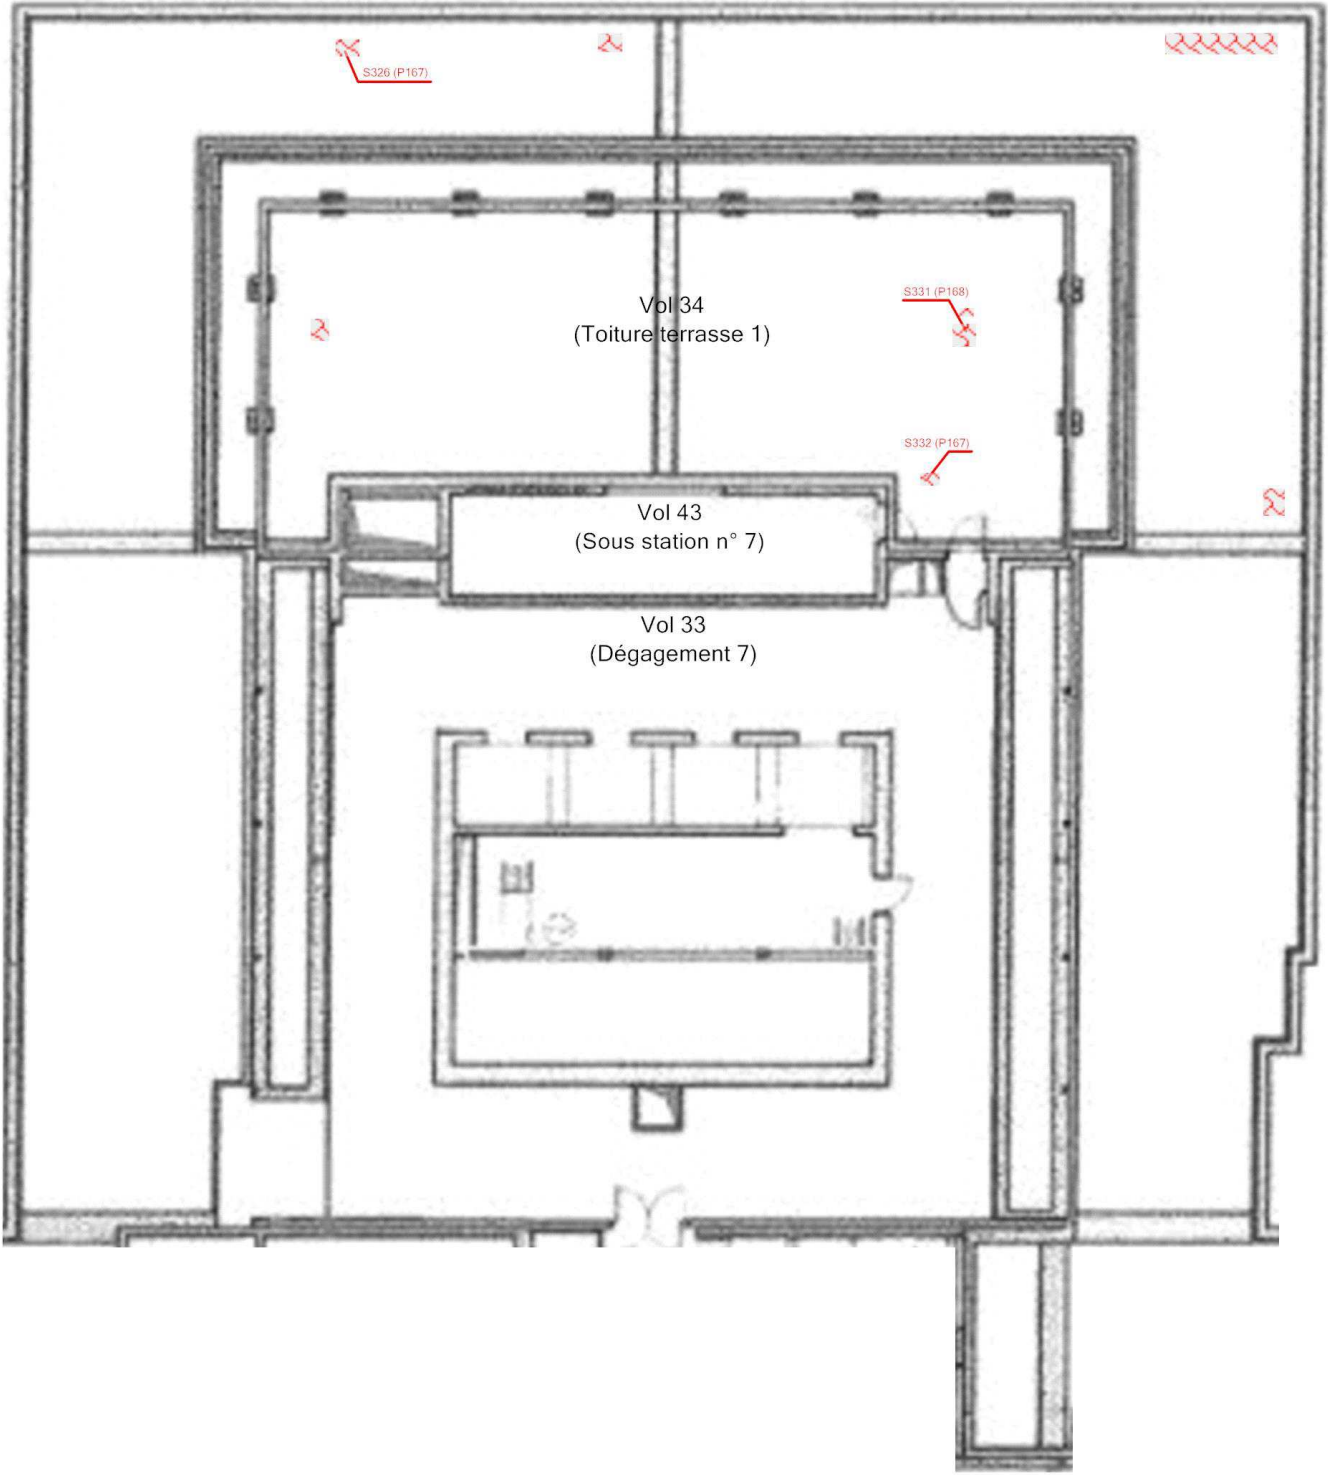 S326 (P167)
Vol 34
(Toiture terrasse 1)
S331 (P168)
S332 (P167)
Vol 43
(Sous station n° 7)
Vol 33
(Dégagement 7)